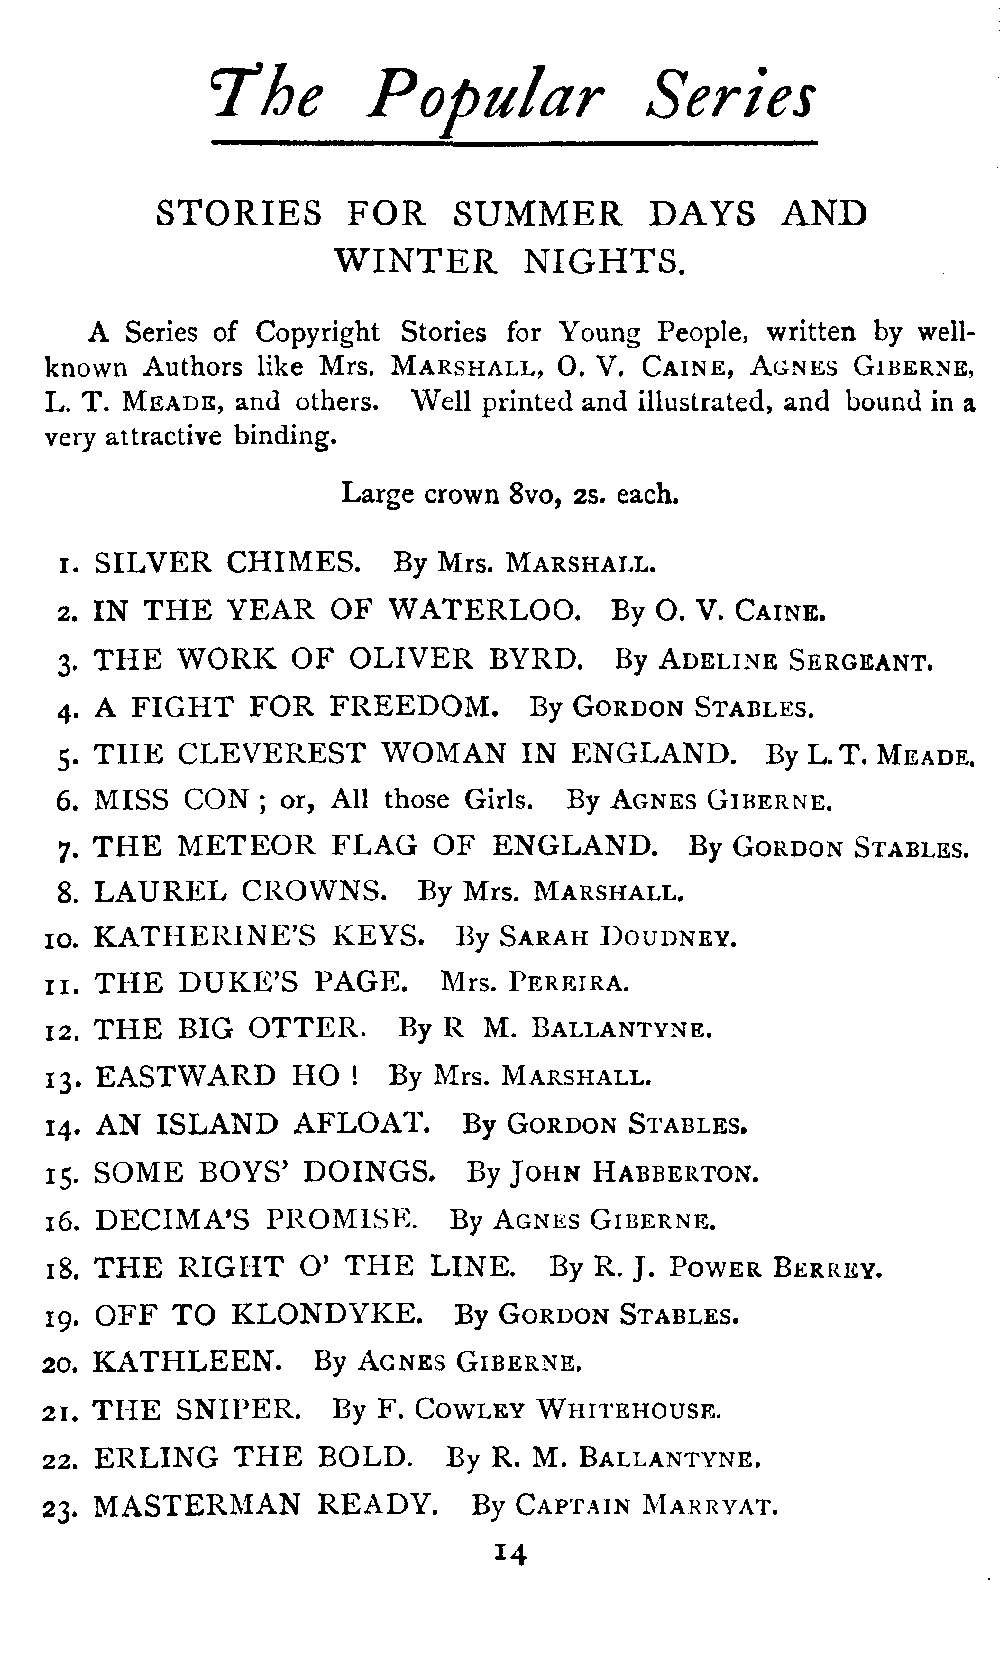 The Popular Series
STORIES FOR SUMMER DAYS AND
WINTER NIGHTS.
A Series of Copyright Stories for Young People, written by well-
known Authors like Mrs. MARSHALL, O. V. CAINE, AGNES GIBERNE,
L. T. MEADE, and others. Well printed and illustrated, and bound in a
very attractive binding.
Large crown 8vo, 2s. each.
1. SILVER CHIMES. By Mrs. MARSHALL.
2. IN THE YEAR OF WATERLOO. By O. V. CAINE.
3. THE WORK OF OLIVER BYRD. By ADELINE SERGEANT.
4. A FIGHT FOR FREEDOM. By GORDON STABLES.
5. THE CLEVEREST WOMAN IN ENGLAND. By L. T. MEADE.
6. MISS CON ; or, All those Girls. By AGNES GIBERNE.
7. THE METEOR FLAG OF ENGLAND. By GORDON STABLES.
8. LAUREL CROWNS. By Mrs. MARSHALL.
10. KATHERINE'S KEYS. By SARAH DOUDNEY.
11. THE DUKE'S PAGE. Mrs. PEREIRA.
12. THE BIG OTTER. By R M. BALLANTYNE.
13. EASTWARD HO ! By Mrs. MARSHALL.
14. AN ISLAND AFLOAT. By GORDON STABLES.
15. SOME BOYS' DOINGS. By JOHN HABBERTON.
16. DECIMA'S PROMISE. By AGNES GIBERNE.
18. THE RIGHT O' THE LINE. By R. J. POWER BERREY.
19. OFF TO KLONDYKE. By GORDON STABLES.
20. KATHLEEN. By AGNES GIBERNE.
21. THE SNIPER. By F. COWLEY WHITEHOUSE.
22. ERLING THE BOLD. By R. M. BALLANTYNE.
23. MASTERMAN READY. By CAPTAIN MARRYAT.
14